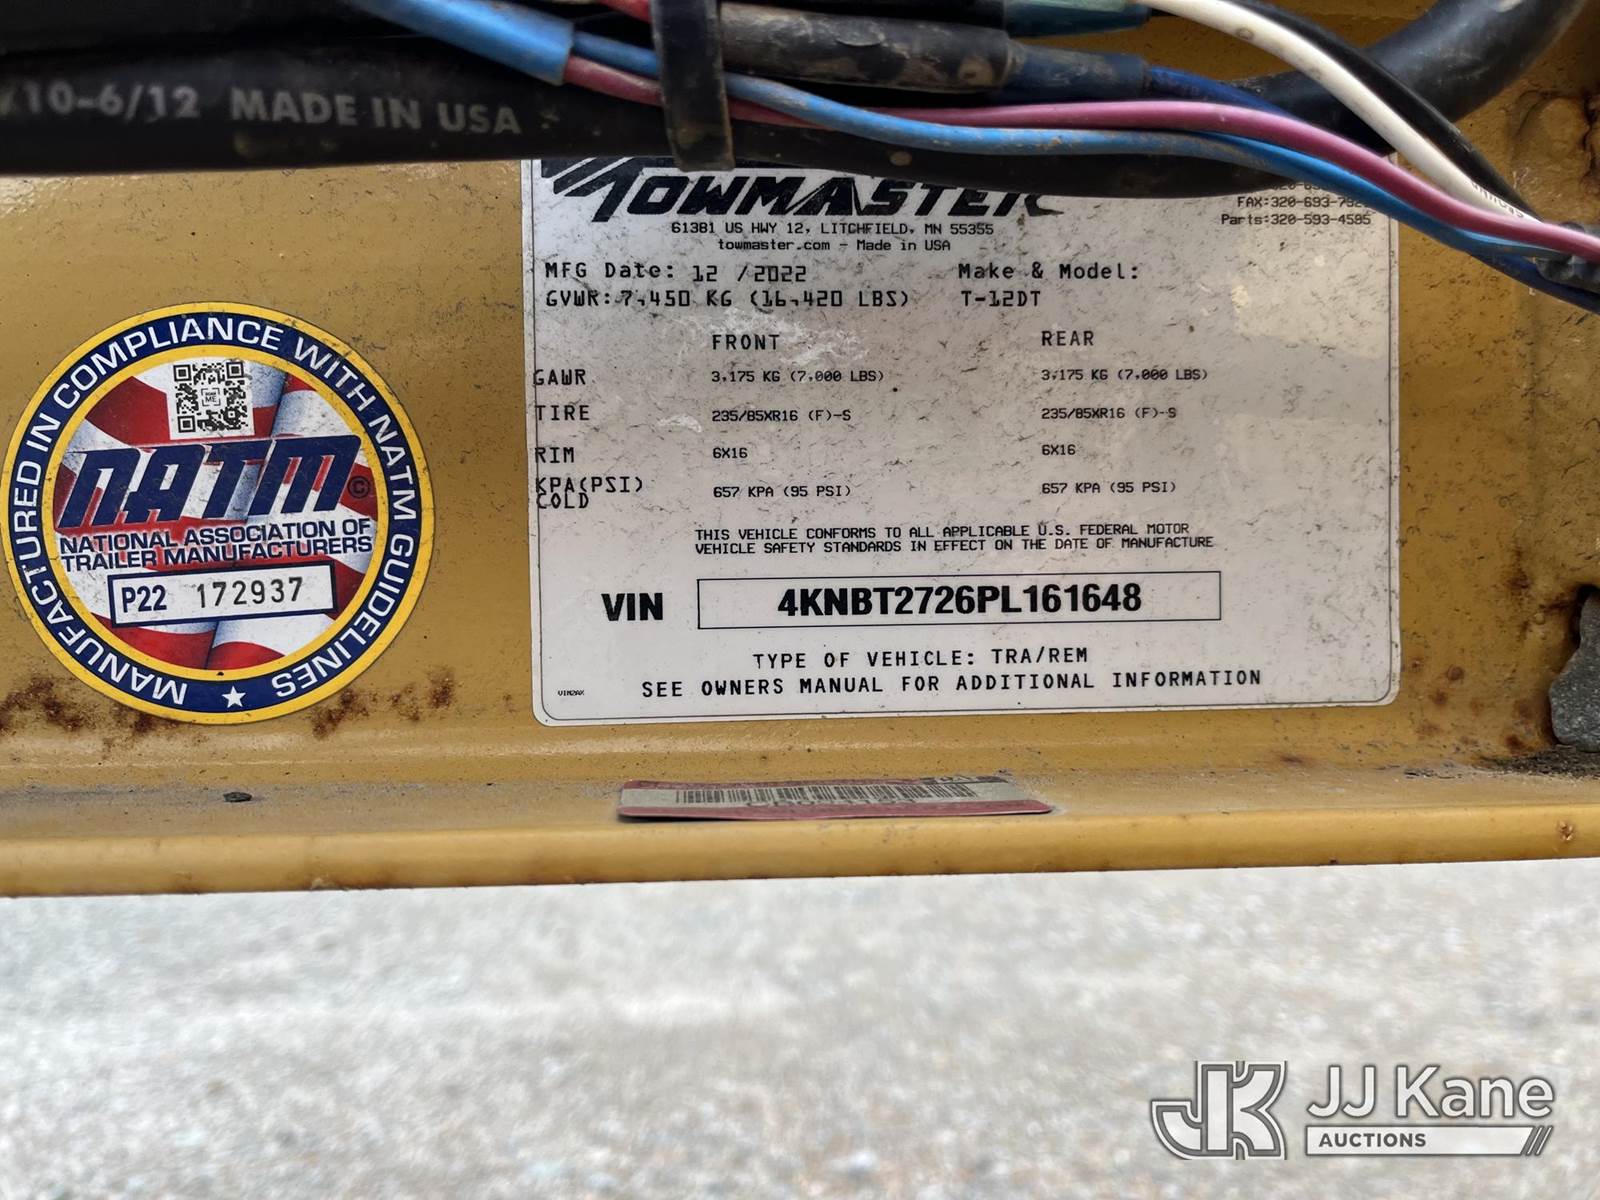 10-6/12 MADE IN USA
TOWMASTER
61381 US HWY 12, LITCHFIELD, MN 55355
towmaster.com - Made in USA
Parts:320-593-4585
MFG Date: 12 /2022 Make & Model:
GVWR: 7,450 KG (16,420 LBS) T-12DT
FRONT REAR
GAWR 3,175 KG (7,000 LBS) 3,175 KG (7,000 LBS)
TIRE 235/85XR16 (F)-S 235/85XR16 (F)-S
RIM 6X16 6X16
KPA(PSI) COLD 657 KPA (95 PSI) 657 KPA (95 PSI)
THIS VEHICLE CONFORMS TO ALL APPLICABLE U.S. FEDERAL MOTOR
VEHICLE SAFETY STANDARDS IN EFFECT ON THE DATE OF MANUFACTURE
VIN 4KNBT2726PL161648
TYPE OF VEHICLE: TRA/REM
SEE OWNERS MANUAL FOR ADDITIONAL INFORMATION
MANUFACTURED IN COMPLIANCE WITH NATM GUIDELINES
NATM ©
NATIONAL ASSOCIATION OF
TRAILER MANUFACTURERS
P22 172937
JK JJ Kane
AUCTIONS